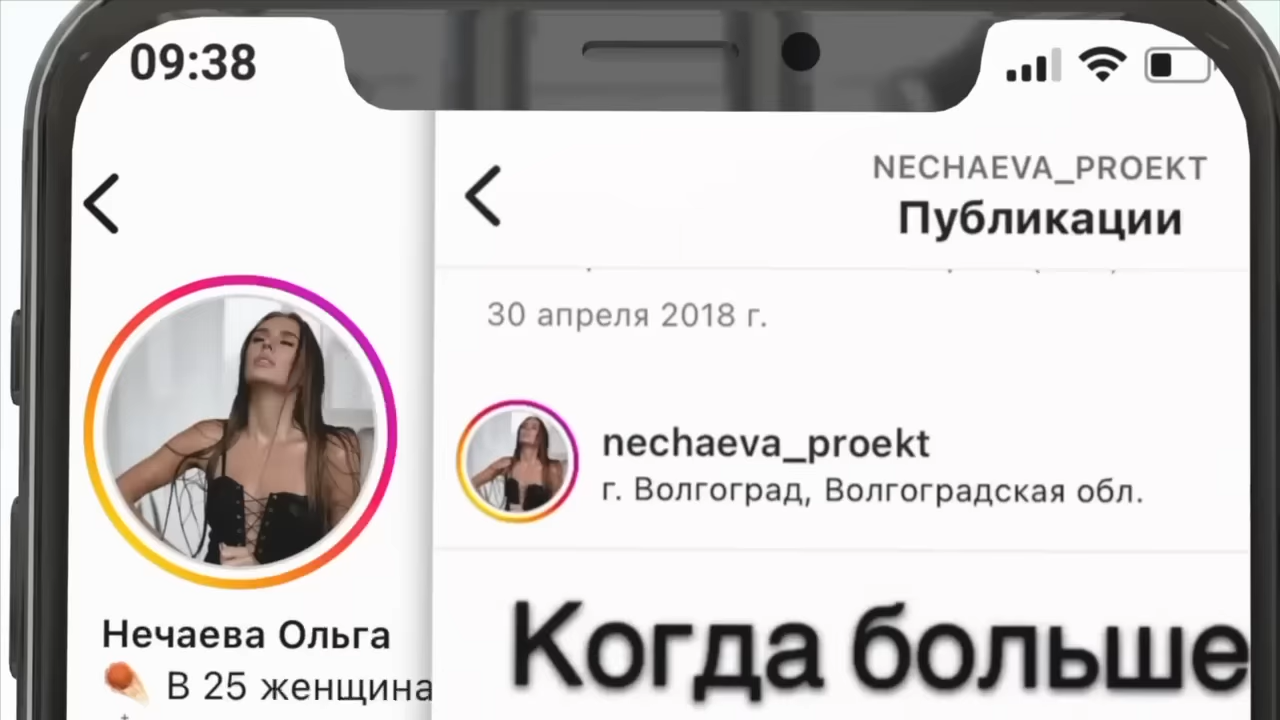 09:38
NECHAEVA_PROEKT
Публикации
30 апреля 2018 г.
nechaeva_proekt
г. Волгоград, Волгоградская обл.
Нечаева Ольга
В 25 женщина
Когда больше